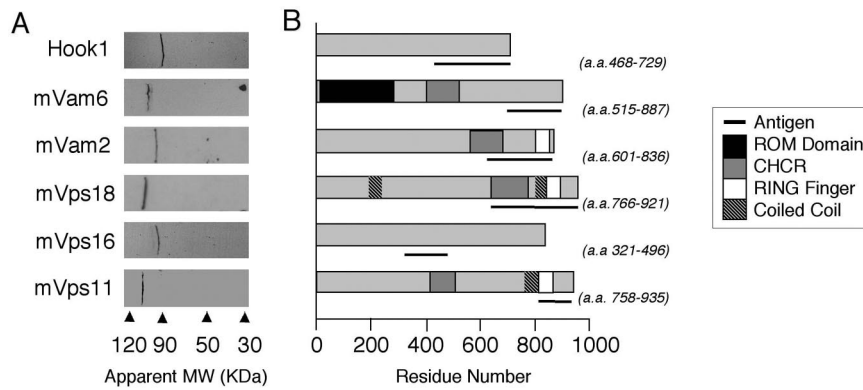 A
B
Hook1
(a.a.468-729)
mVam6
(a.a.515-887)
mVam2
(a.a.601-836)
mVps18
(a.a.766-921)
mVps16
(a.a 321-496)
mVps11
(a.a. 758-935)
120 90 50 30
Apparent MW (KDa)
0 200 400 600 800 1000
Residue Number
Antigen
ROM Domain
CHCR
RING Finger
Coiled Coil